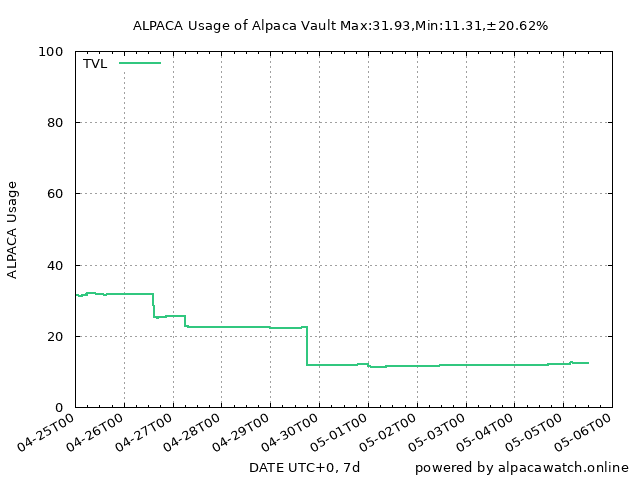 ALPACA Usage of Alpaca Vault Max:31.93,Min:11.31,±20.62%
100
TVL
80
60
ALPACA Usage
40
20
0
04-25T00
04-26T00
04-27T00
04-28T00
04-29T00
04-30T00
05-01T00
05-02T00
05-03T00
05-04T00
05-05T00
05-06T00
DATE UTC+0, 7d
powered by alpacawatch.online